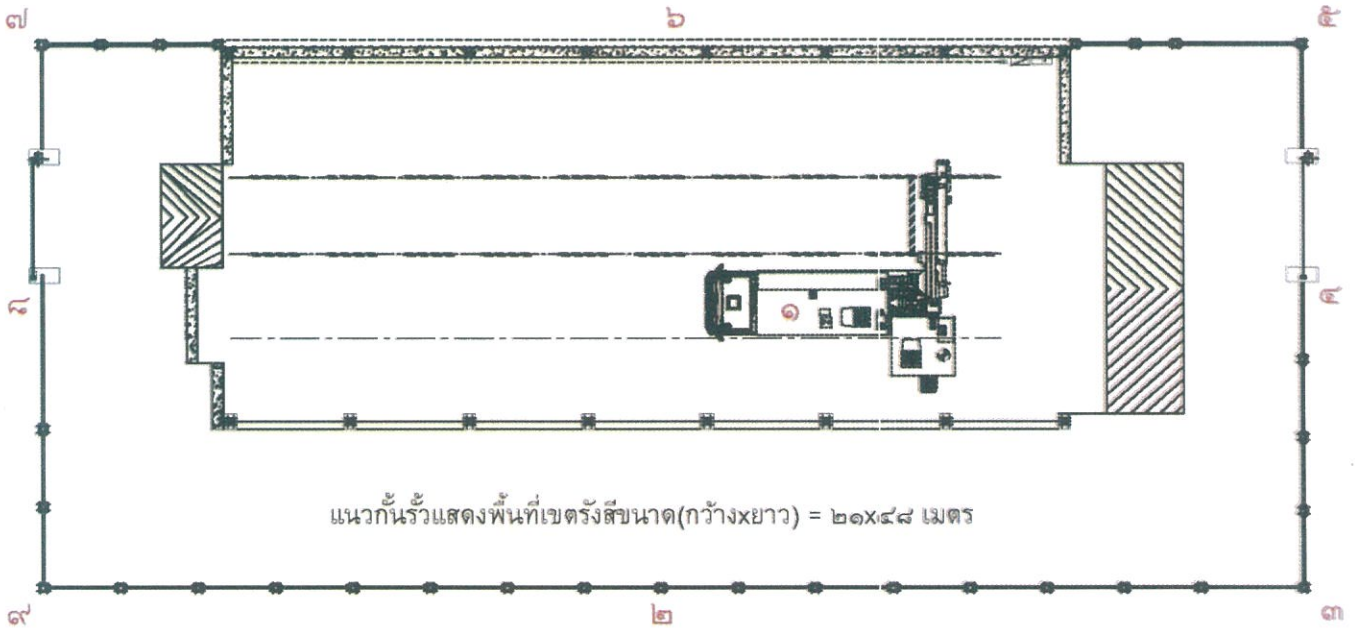 ๗ ๖ ๕
๘ ๑ ๔
แนวกั้นรั้วแสดงพื้นที่เขตรังสีขนาด(กว้างxยาว) = ๒๑x๔๘ เมตร
๙ ๒ ๓